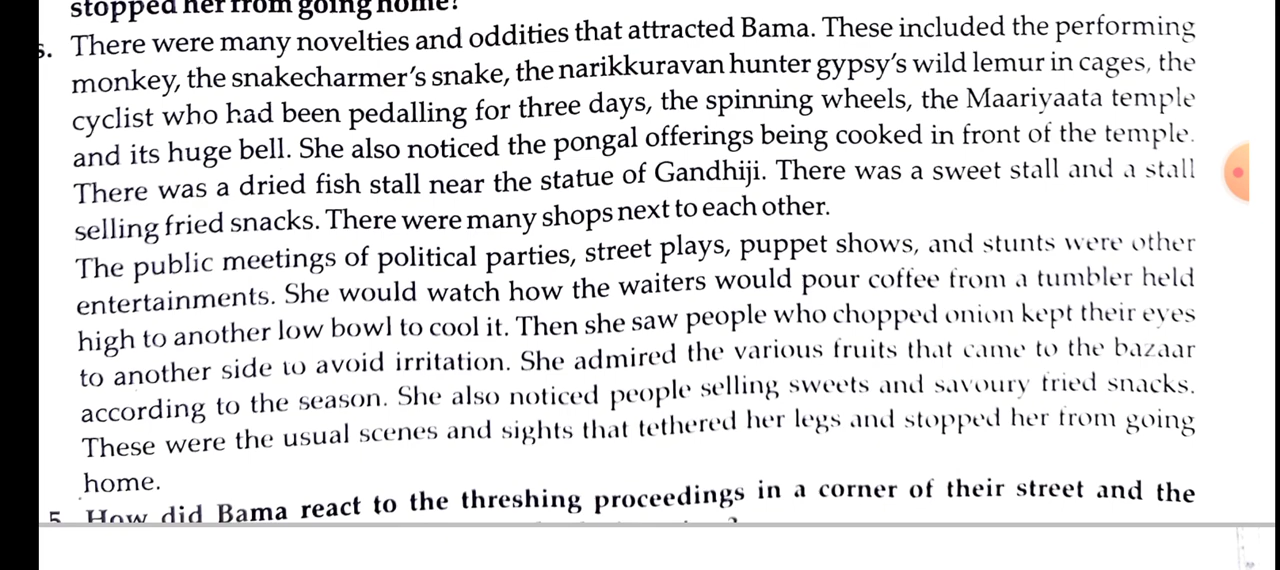 stopped her from going home?
s. There were many novelties and oddities that attracted Bama. These included the performing
monkey, the snakecharmer's snake, the narikkuravan hunter gypsy's wild lemur in cages, the
cyclist who had been pedalling for three days, the spinning wheels, the Maariyaata temple
and its huge bell. She also noticed the pongal offerings being cooked in front of the temple.
There was a dried fish stall near the statue of Gandhiji. There was a sweet stall and a stall
selling fried snacks. There were many shops next to each other.
The public meetings of political parties, street plays, puppet shows, and stunts were other
entertainments. She would watch how the waiters would pour coffee from a tumbler held
high to another low bowl to cool it. Then she saw people who chopped onion kept their eyes
to another side to avoid irritation. She admired the various fruits that came to the bazaar
according to the season. She also noticed people selling sweets and savoury fried snacks.
These were the usual scenes and sights that tethered her legs and stopped her from going
home.
5 How did Bama react to the threshing proceedings in a corner of their street and the